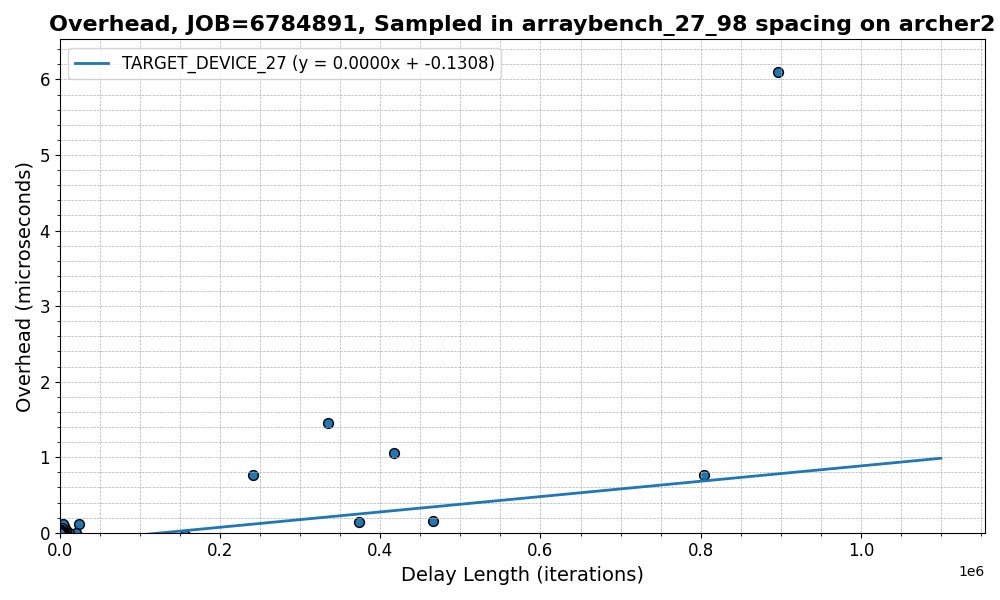 Overhead, JOB=6784891, Sampled in arraybench_27_98 spacing on archer2
TARGET_DEVICE_27 (y = 0.0000x + -0.1308)
Overhead (microseconds)
6
5
4
3
2
1
0
0.0 0.2 0.4 0.6 0.8 1.0
1e6
Delay Length (iterations)